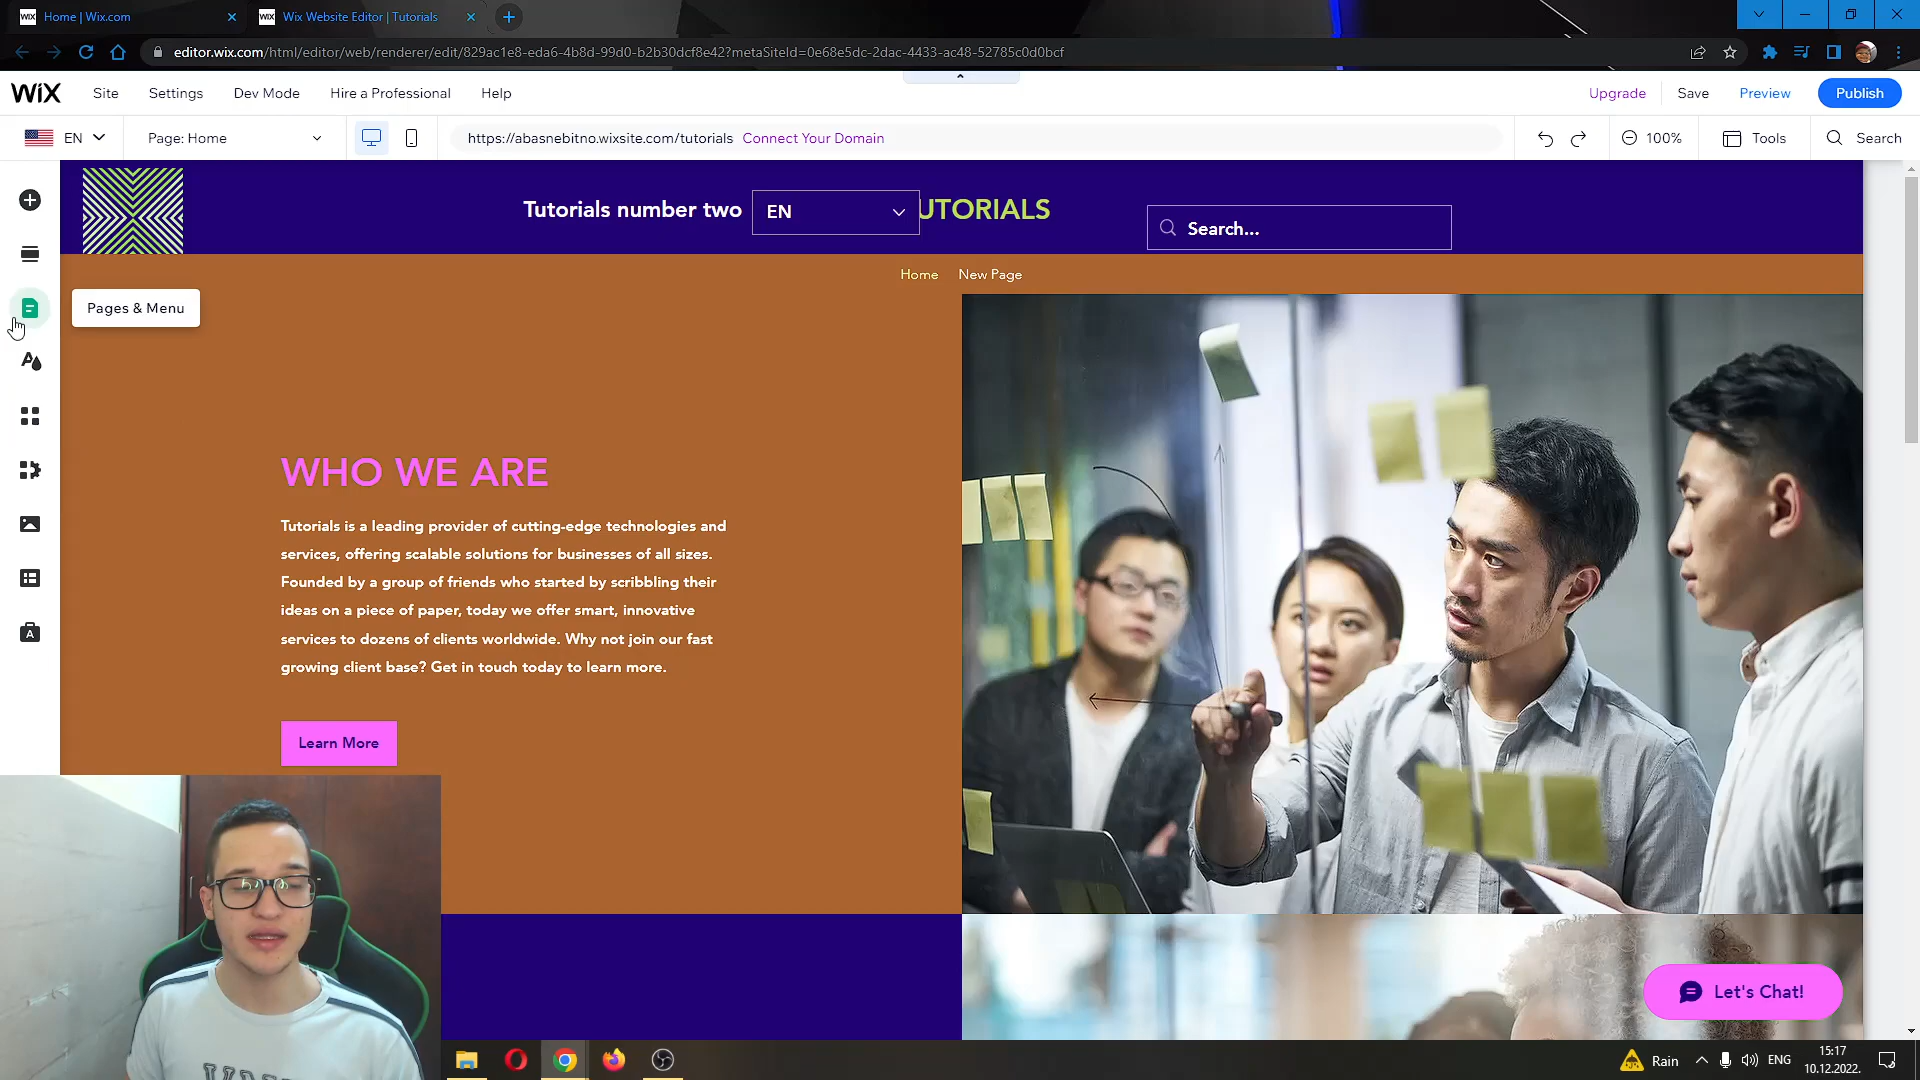 WiX Home | Wix.com
WiX Wix Website Editor | Tutorials
editor.wix.com/html/editor/web/renderer/edit/829ac1e8-eda6-4b8d-99d0-b2b30dcf8e42?metaSiteId=0e68e5dc-2dac-4433-ac48-52785c0d0bcf
WiX Site Settings Dev Mode Hire a Professional Help Upgrade Save Preview Publish
EN Page: Home https://abasnebitno.wixsite.com/tutorials Connect Your Domain 100% Tools Search
Tutorials number two EN UTORIALS
Search...
Home New Page
Pages & Menu
WHO WE ARE
Tutorials is a leading provider of cutting-edge technologies and
services, offering scalable solutions for businesses of all sizes.
Founded by a group of friends who started by scribbling their
ideas on a piece of paper, today we offer smart, innovative
services to dozens of clients worldwide. Why not join our fast
growing client base? Get in touch today to learn more.
Learn More
Let's Chat!
Rain ENG 15:17
10.12.2022.